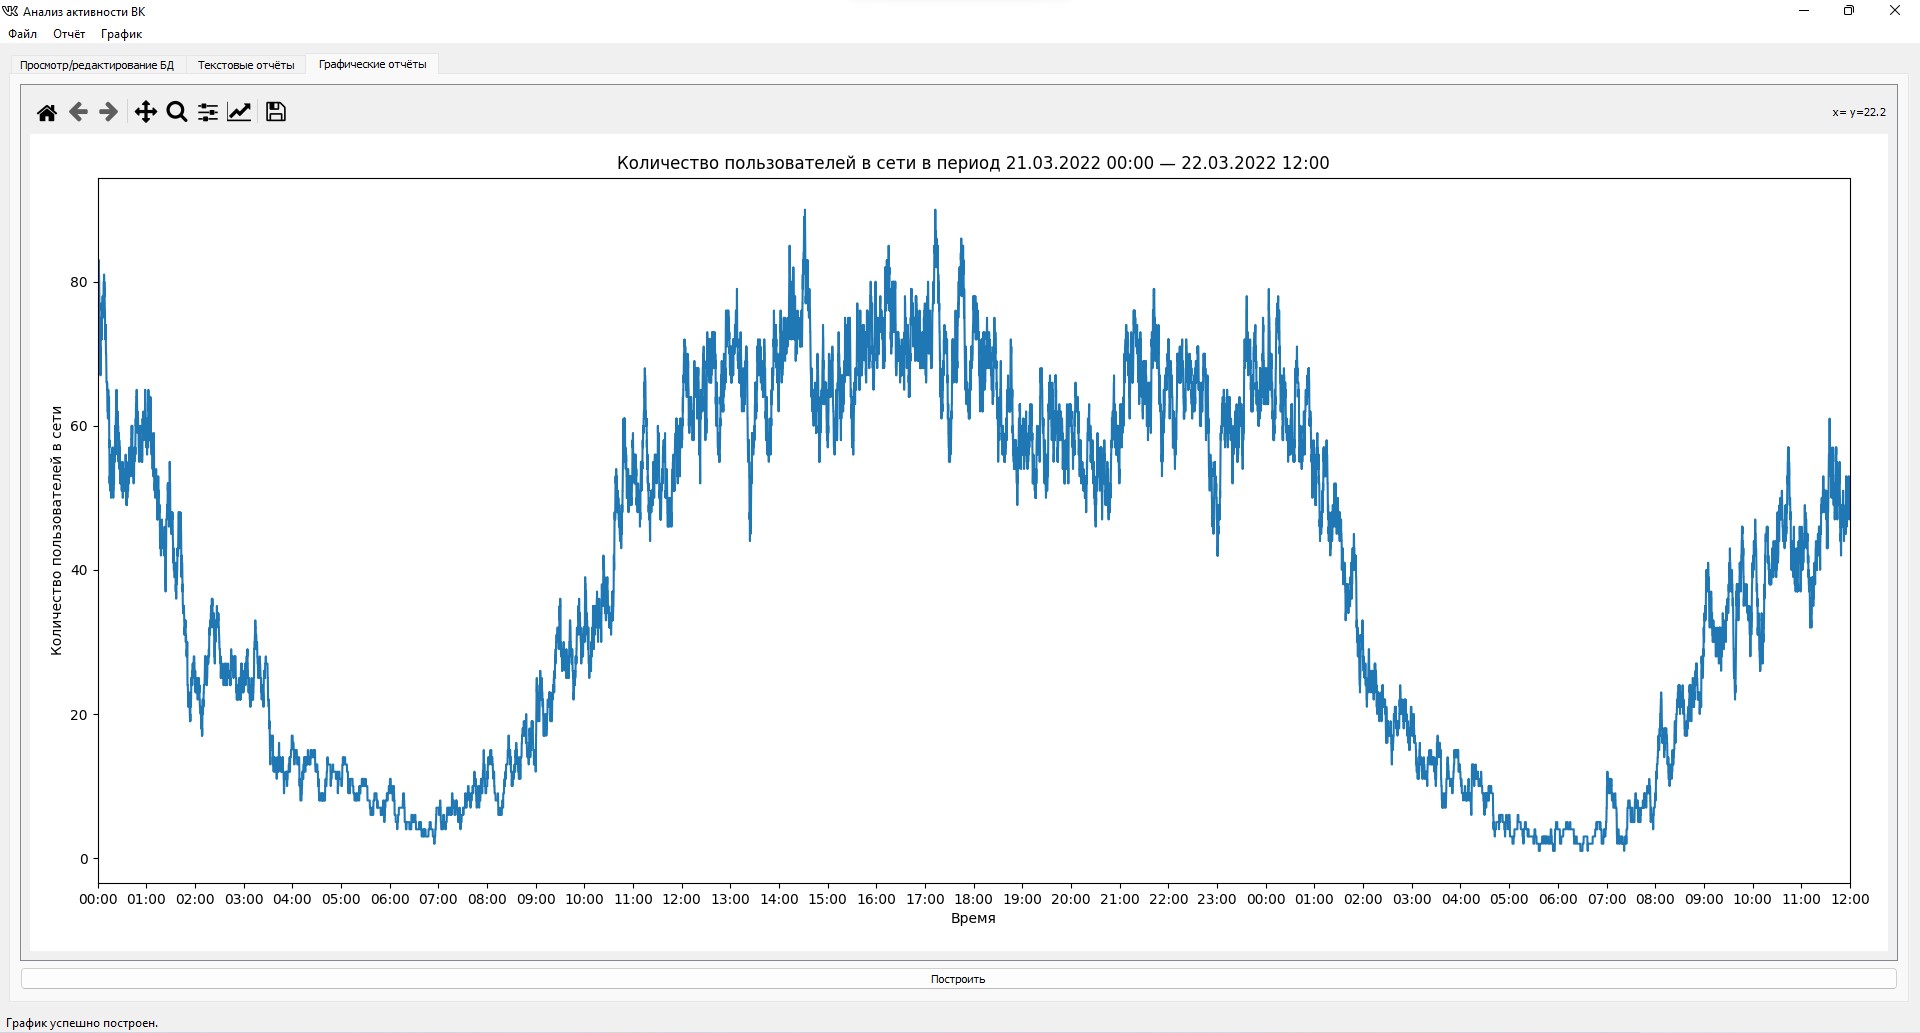 Анализ активности ВК
Файл Отчёт График
Просмотр/редактирование БД Текстовые отчёты Графические отчёты
x= y=22.2
Количество пользователей в сети в период 21.03.2022 00:00 — 22.03.2022 12:00
Количество пользователей в сети
80
60
40
20
0
00:00 01:00 02:00 03:00 04:00 05:00 06:00 07:00 08:00 09:00 10:00 11:00 12:00 13:00 14:00 15:00 16:00 17:00 18:00 19:00 20:00 21:00 22:00 23:00 00:00 01:00 02:00 03:00 04:00 05:00 06:00 07:00 08:00 09:00 10:00 11:00 12:00
Время
Построить
График успешно построен.